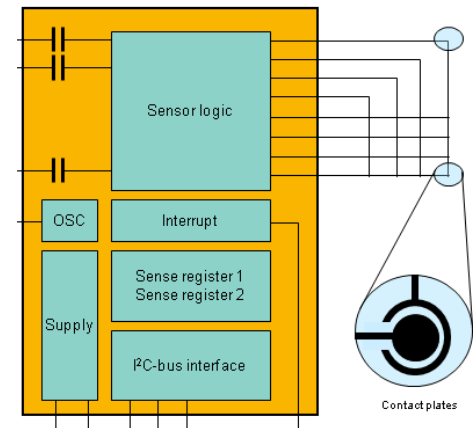 Sensor logic
OSC
Interrupt
Sense register 1
Sense register 2
Supply
I²C-bus interface
Contact plates